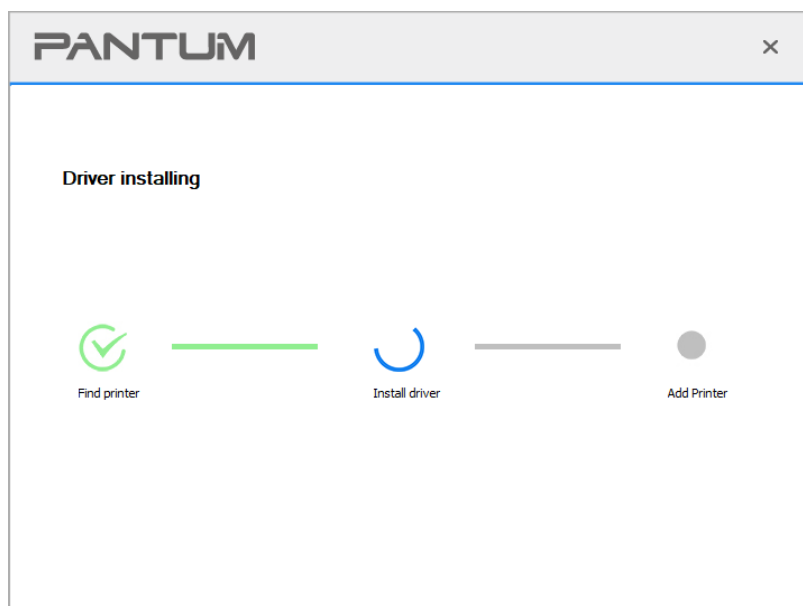 PANTUM
Driver installing
Find printer
Install driver
Add Printer